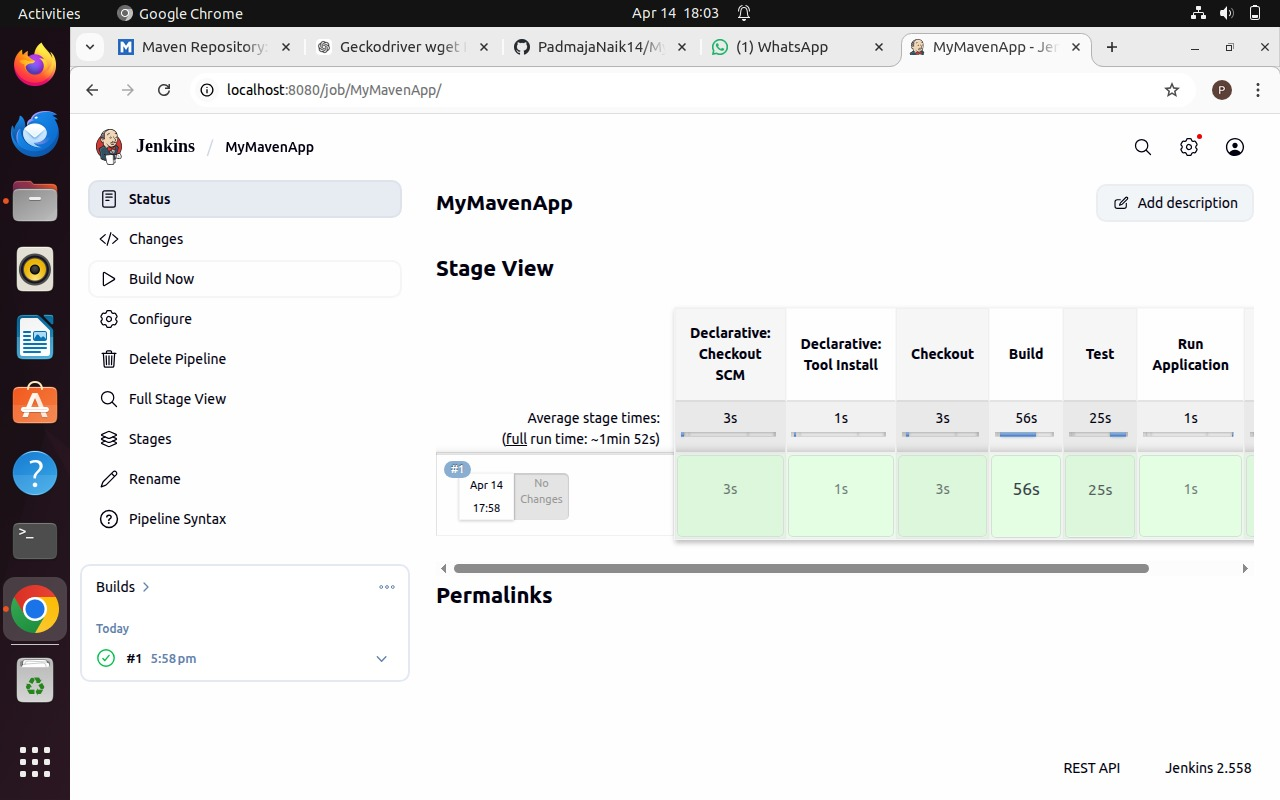 Activities
Google Chrome
Apr 14 18:03
Maven Repository:
Geckodriver wget
PadmajaNaik14/My
(1) WhatsApp
MyMavenApp - Jen
localhost:8080/job/MyMavenApp/
P
Jenkins / MyMavenApp
Status
Changes
Build Now
Configure
Delete Pipeline
Full Stage View
Stages
Rename
Pipeline Syntax
Builds
Today
#1 5:58 pm
MyMavenApp
Add description
Stage View
Declarative: Checkout SCM
Declarative: Tool Install
Checkout
Build
Test
Run Application
Average stage times:
(full run time: ~1min 52s)
3s 1s 3s 56s 25s 1s
#1
Apr 14
17:58
No Changes
3s 1s 3s 56s 25s 1s
Permalinks
REST API
Jenkins 2.558